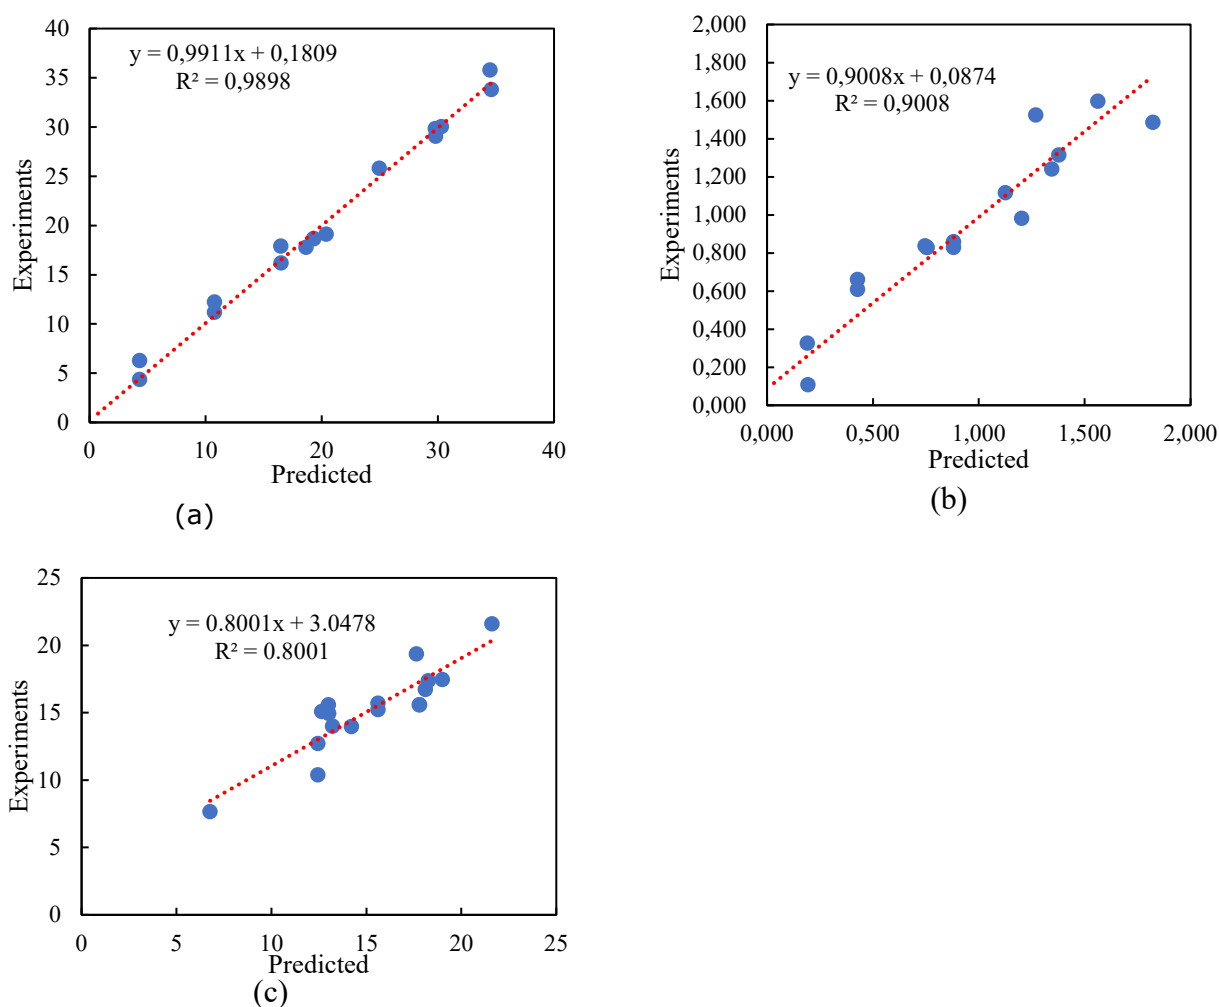 40
35
30
25
20
15
10
5
0
y = 0,9911x + 0,1809
R² = 0,9898
Experiments
0 10 20 30 40
Predicted
(a)
2,000
1,800
1,600
1,400
1,200
1,000
0,800
0,600
0,400
0,200
0,000
y = 0,9008x + 0,0874
R² = 0,9008
Experiments
0,000 0,500 1,000 1,500 2,000
Predicted
(b)
25
20
15
10
5
0
y = 0.8001x + 3.0478
R² = 0.8001
Experiments
0 5 10 15 20 25
Predicted
(c)